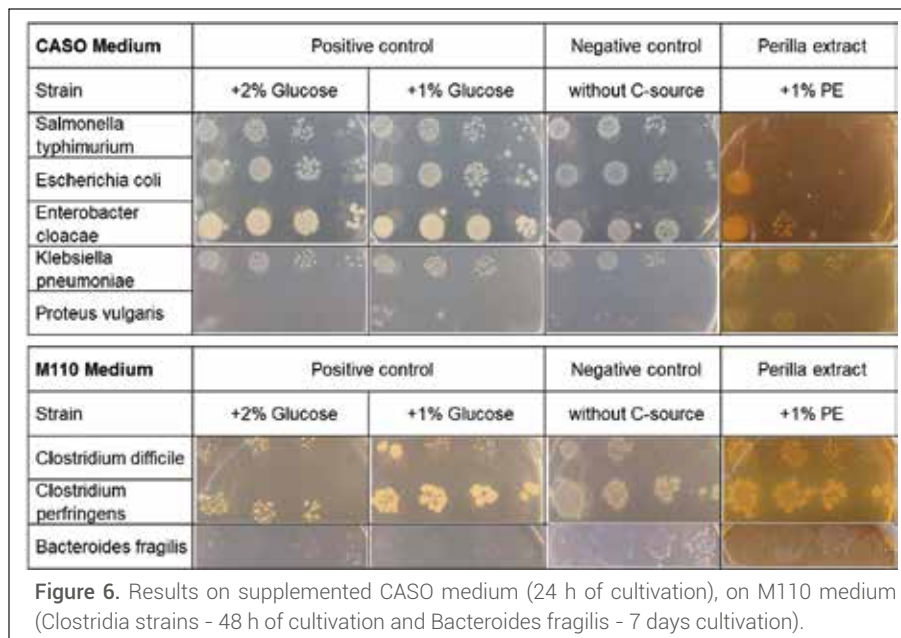 CASO Medium Positive control Negative control Perilla extract
Strain +2% Glucose +1% Glucose without C-source +1% PE
Salmonella
typhimurium
Escherichia coli
Enterobacter
cloacae
Klebsiella
pneumoniae
Proteus vulgaris
M110 Medium Positive control Negative control Perilla extract
Strain +2% Glucose +1% Glucose without C-source +1% PE
Clostridium difficile
Clostridium
perfringens
Bacteroides fragilis
Figure 6. Results on supplemented CASO medium (24 h of cultivation), on M110 medium
(Clostridia strains - 48 h of cultivation and Bacteroides fragilis - 7 days cultivation).